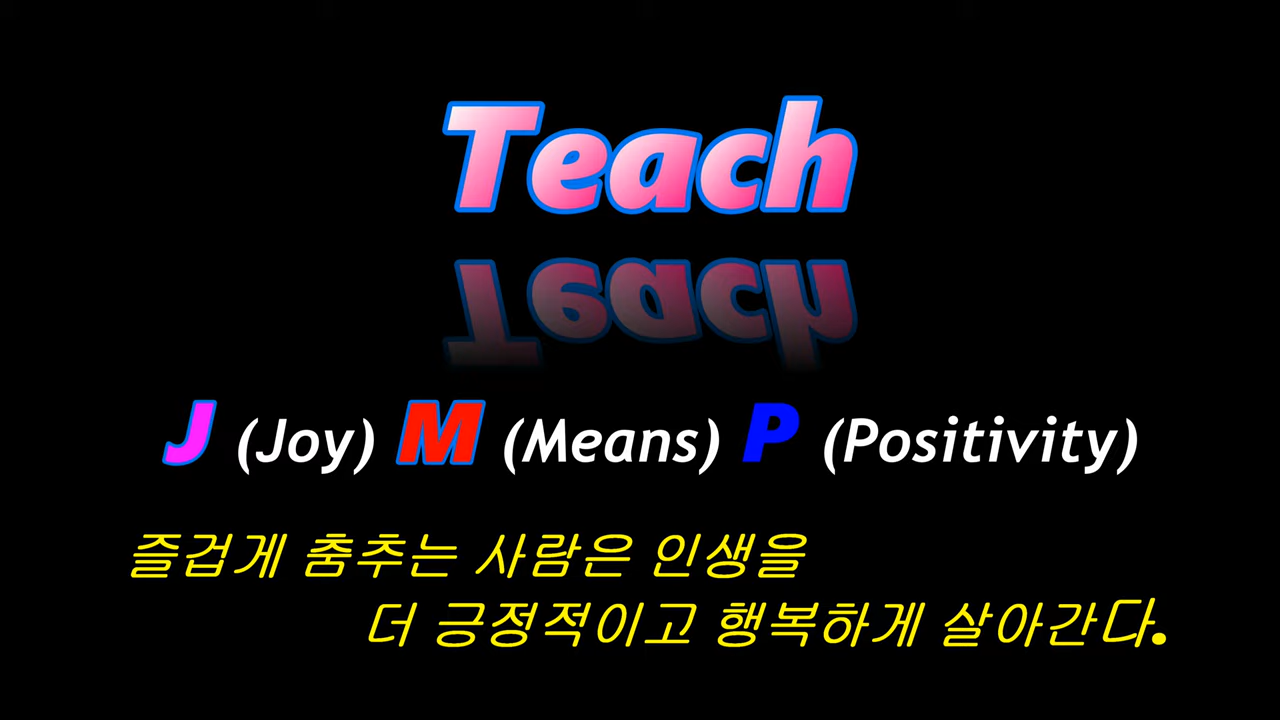 Teach
J (Joy) M (Means) P (Positivity)
즐겁게 춤추는 사람은 인생을
더 긍정적이고 행복하게 살아간다.